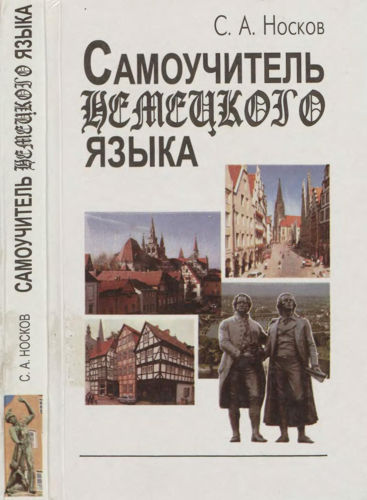 С. А. Носков
САМОУЧИТЕЛЬ
НЕМЕЦКОГО
ЯЗЫКА
С. А. НОСКОВ САМОУЧИТЕЛЬ НЕМЕЦКОГО ЯЗЫКА